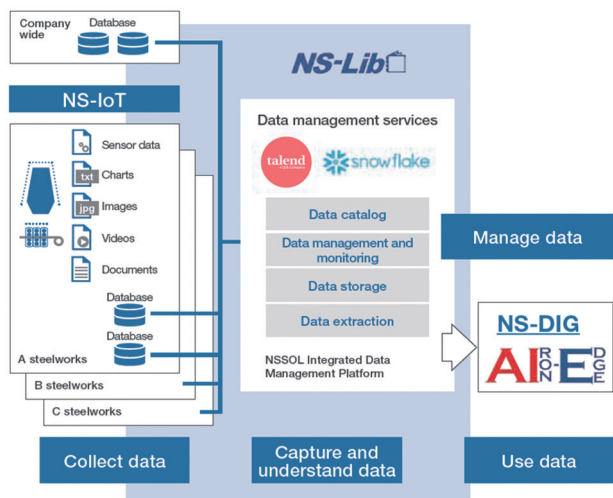 Company
wide
Database
NS-IoT
Sensor data
txt
Charts
jpg
Images
Videos
Documents
Database
Database
A steelworks
B steelworks
C steelworks
Collect data
NS-Lib
Data management services
talend
snowflake
Data catalog
Data management and
monitoring
Data storage
Data extraction
NSSOL Integrated Data
Management Platform
Capture and
understand data
Manage data
NS-DIG
AIRON-EDGE
Use data